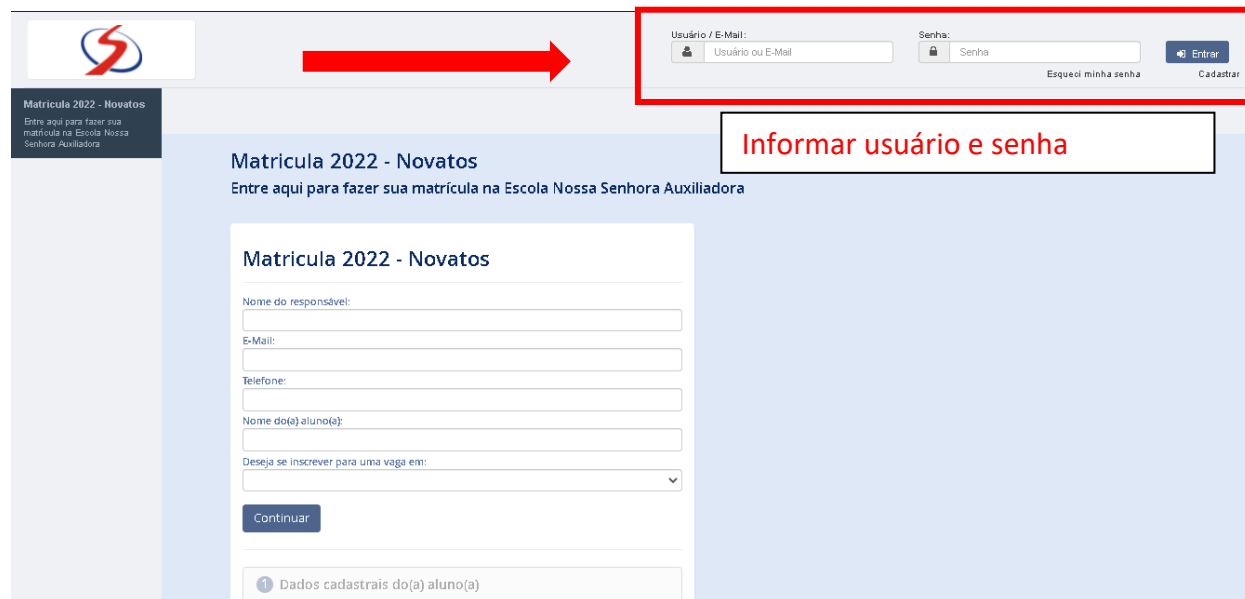 Usuário / E-Mail:
Usuário ou E-Mail
Senha:
Senha
Entrar
Esqueci minha senha
Cadastrar
Matricula 2022 - Novatos
Entre aqui para fazer sua
matrícula na Escola Nossa
Senhora Auxiliadora
Informar usuário e senha
Matricula 2022 - Novatos
Entre aqui para fazer sua matrícula na Escola Nossa Senhora Auxiliadora
Matricula 2022 - Novatos
Nome do responsável:
E-Mail:
Telefone:
Nome do(a) aluno(a):
Deseja se inscrever para uma vaga em:
Continuar
1 Dados cadastrais do(a) aluno(a)